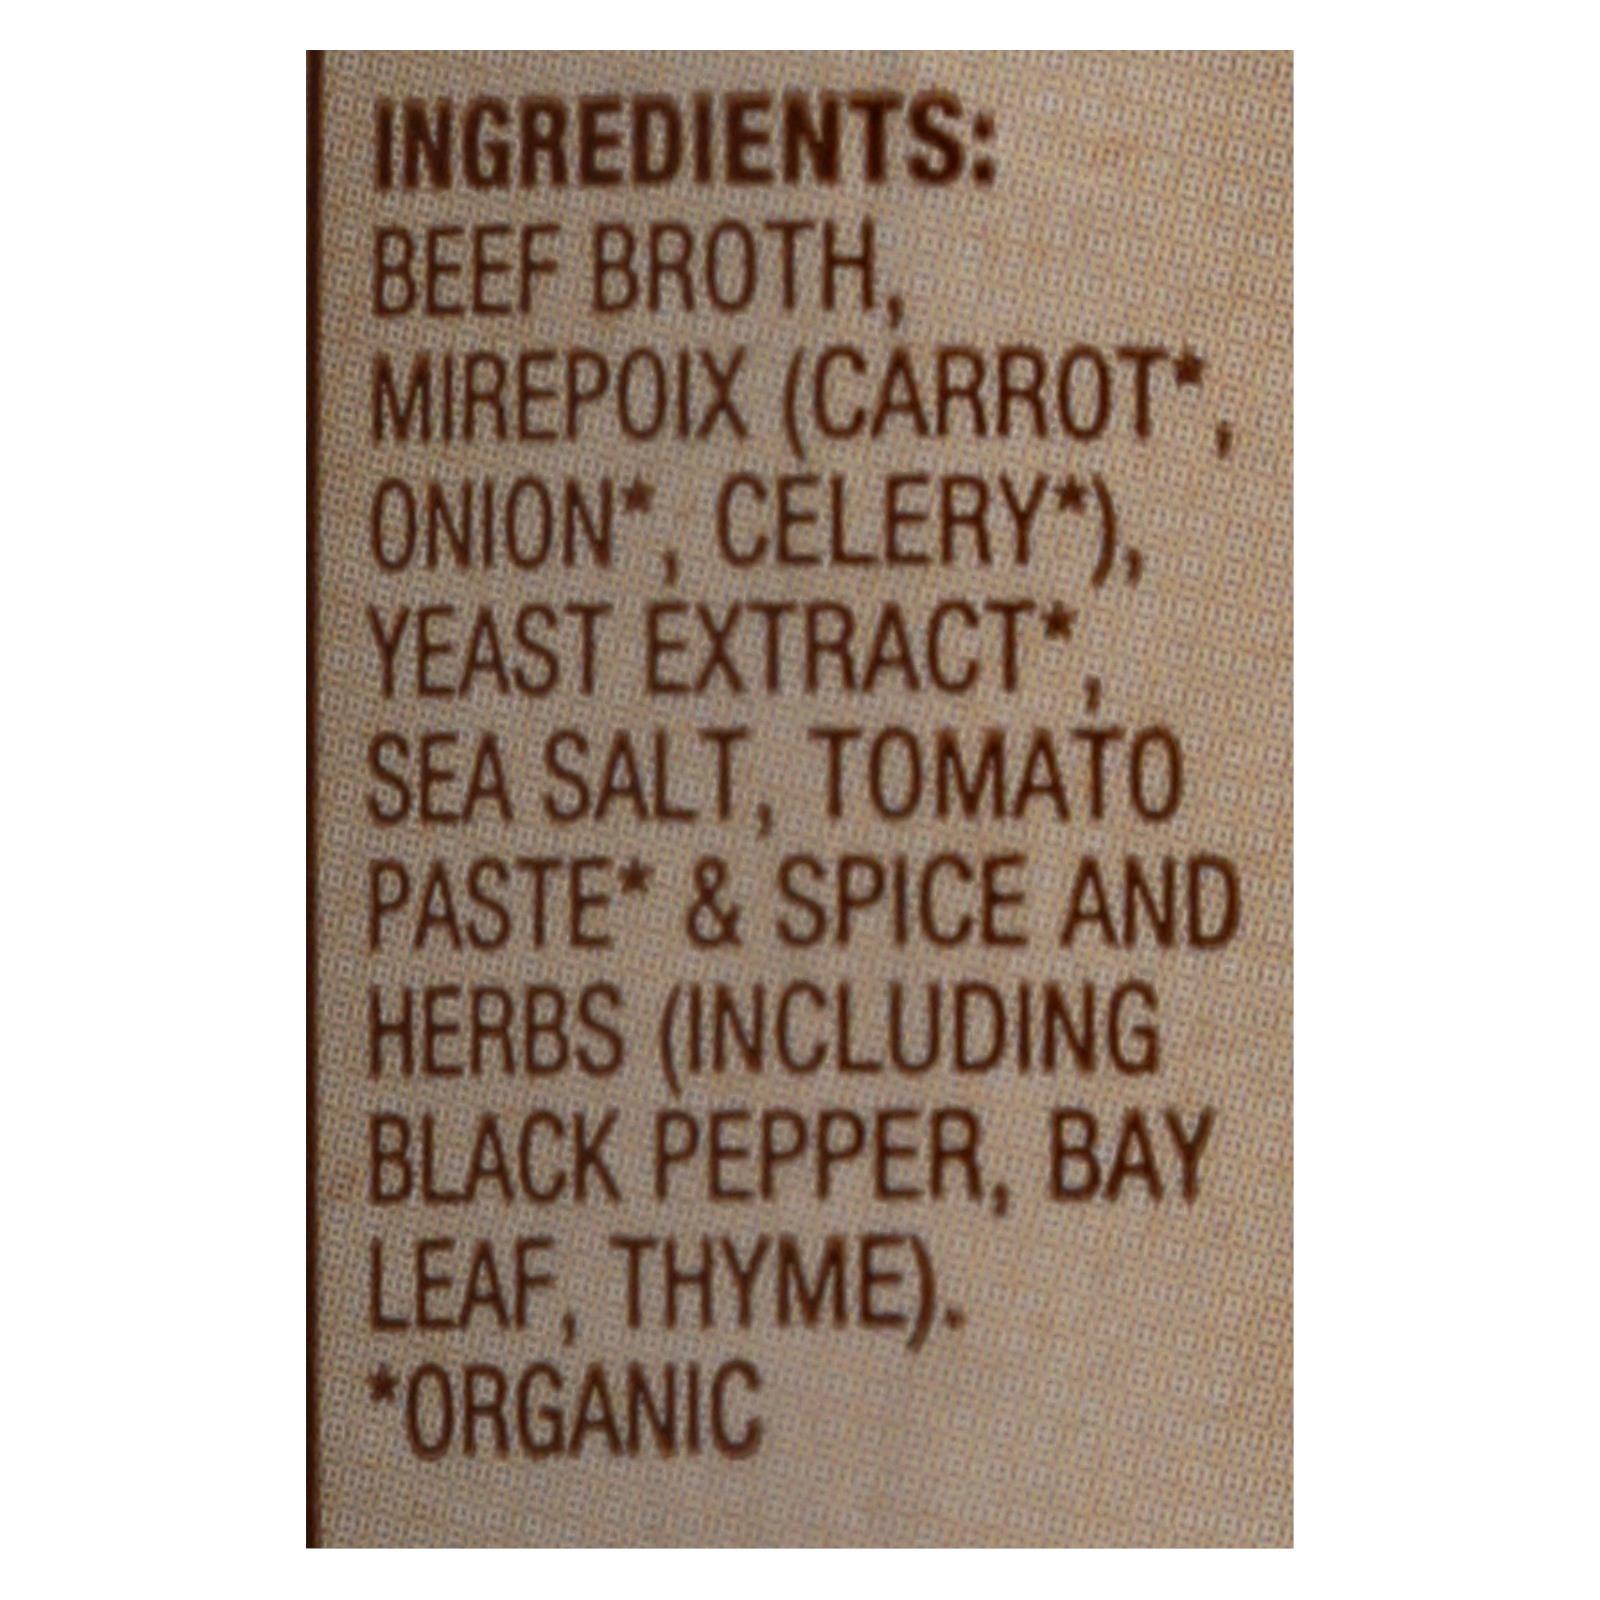 INGREDIENTS:
BEEF BROTH,
MIREPOIX (CARROT*,
ONION*, CELERY*),
YEAST EXTRACT*,
SEA SALT, TOMATO
PASTE* & SPICE AND
HERBS (INCLUDING
BLACK PEPPER, BAY
LEAF, THYME).
*ORGANIC